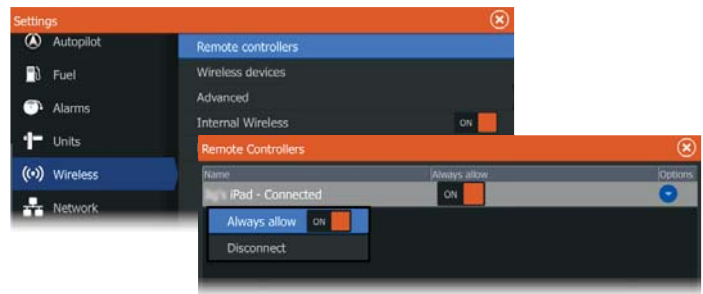 Settings
Autopilot
Fuel
Alarms
Units
Wireless
Network
Remote controllers
Wireless devices
Advanced
Internal Wireless ON
Remote Controllers
Name Always allow Options
iPad - Connected ON
Always allow ON
Disconnect